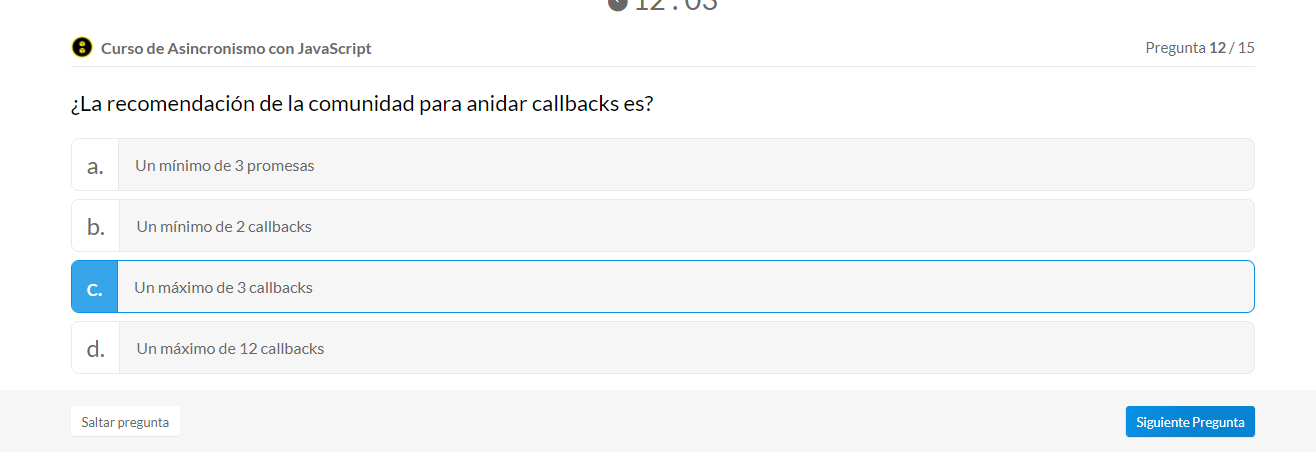 12 : 03
Curso de Asincronismo con JavaScript
Pregunta 12 / 15
¿La recomendación de la comunidad para anidar callbacks es?
a. Un mínimo de 3 promesas
b. Un mínimo de 2 callbacks
c. Un máximo de 3 callbacks
d. Un máximo de 12 callbacks
Saltar pregunta
Siguiente Pregunta